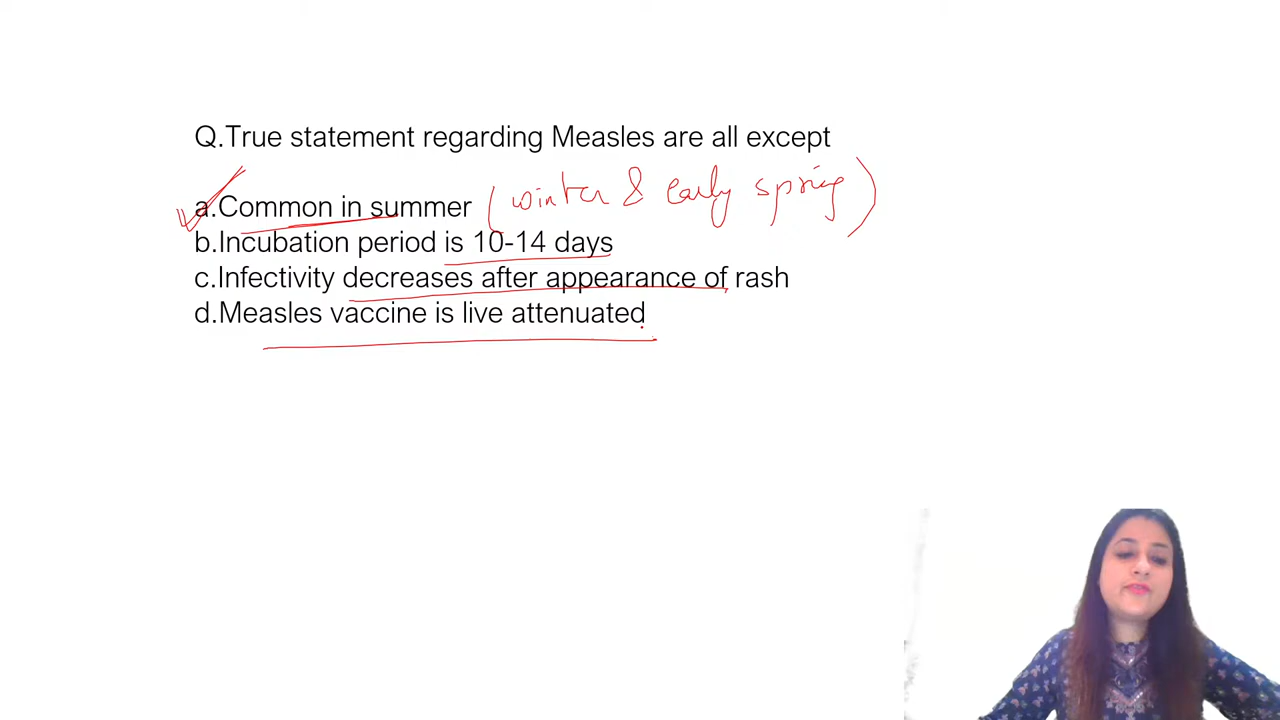 Q.True statement regarding Measles are all except
a.Common in summer (winter & early spring)
b.Incubation period is 10-14 days
c.Infectivity decreases after appearance of rash
d.Measles vaccine is live attenuated